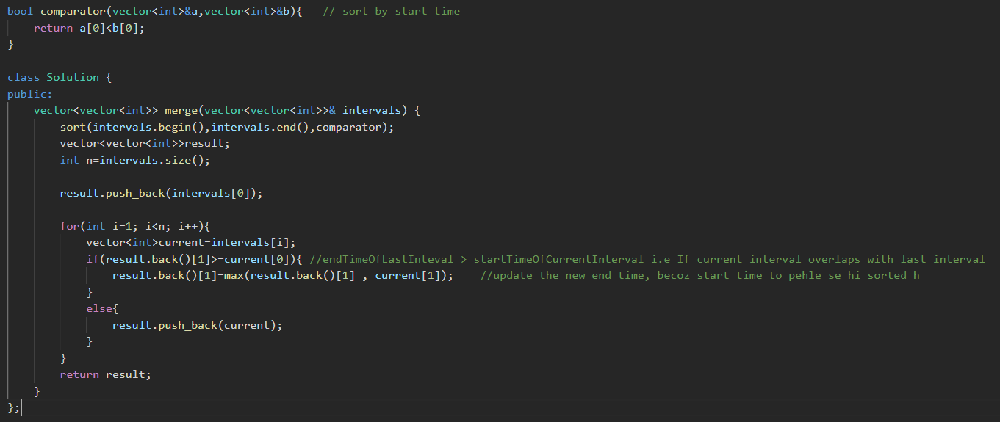 bool comparator(vector<int>&a,vector<int>&b){   // sort by start time
    return a[0]<b[0];
}
class Solution {
public:
    vector<vector<int>> merge(vector<vector<int>>& intervals) {
        sort(intervals.begin(),intervals.end(),comparator);
        vector<vector<int>>result;
        int n=intervals.size();
        result.push_back(intervals[0]);
        for(int i=1; i<n; i++){
            vector<int>current=intervals[i];
            if(result.back()[1]>=current[0]){ //endTimeOfLastInteval > startTimeOfCurrentInterval i.e If current interval overlaps with last interval
                result.back()[1]=max(result.back()[1] , current[1]);    //update the new end time, becoz start time to pehle se hi sorted h
            }
            else{
                result.push_back(current);
            }
        }
        return result;
    }
};